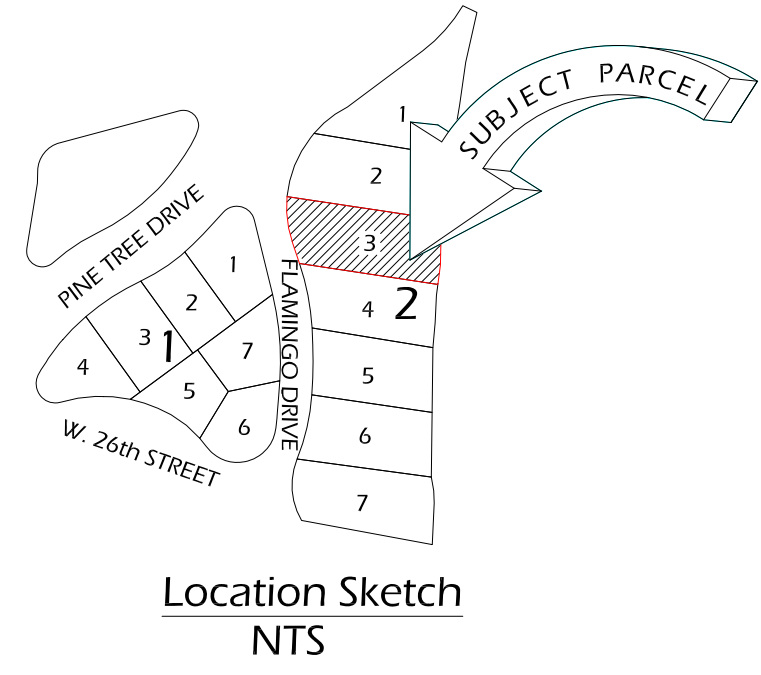 SUBJECT PARCEL
1
2
3
4
2
5
6
7
PINE TREE DRIVE
1
2
3
1
4
7
5
6
FLAMINGO DRIVE
W. 26th STREET
Location Sketch
NTS